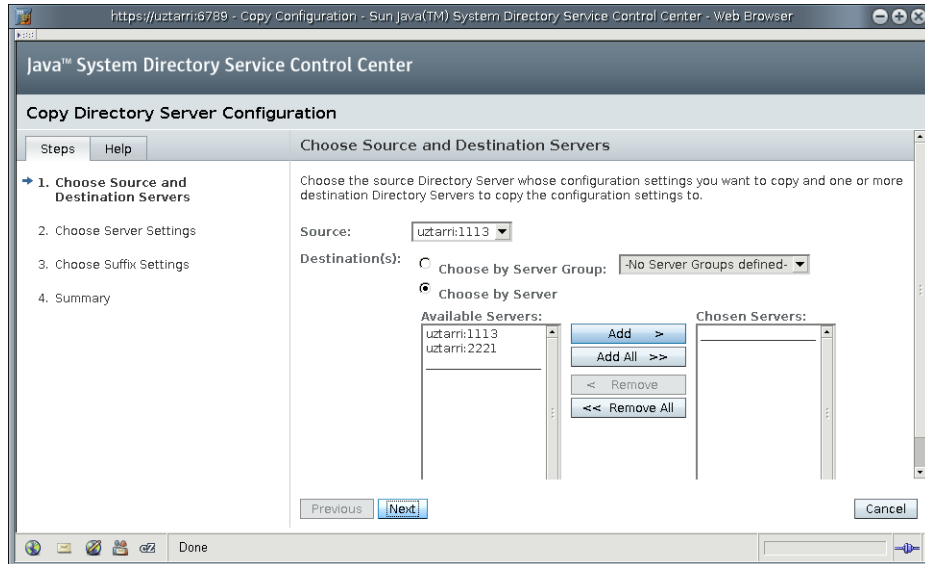 https://uztarri:6789 - Copy Configuration - Sun Java(TM) System Directory Service Control Center - Web Browser
Java™ System Directory Service Control Center
Copy Directory Server Configuration
Steps
Help
1. Choose Source and
Destination Servers
2. Choose Server Settings
3. Choose Suffix Settings
4. Summary
Choose Source and Destination Servers
Choose the source Directory Server whose configuration settings you want to copy and one or more
destination Directory Servers to copy the configuration settings to.
Source: uztarri:1113
Destination(s):
Choose by Server Group: -No Server Groups defined-
Choose by Server
Available Servers:
uztarri:1113
uztarri:2221
Add >
Add All >>
< Remove
<< Remove All
Chosen Servers:
Previous
Next
Cancel
Done